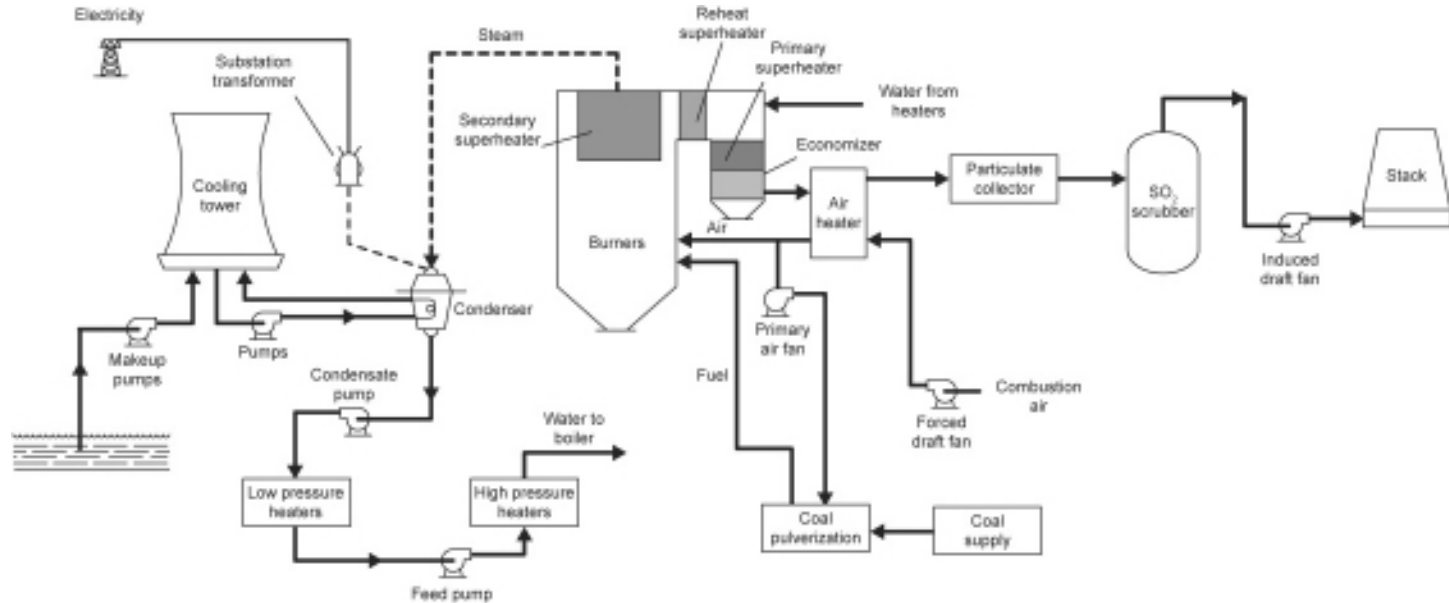 Electricity
Substation
transformer
Steam
Reheat
superheater
Primary
superheater
Water from
heaters
Secondary
superheater
Economizer
Cooling
tower
Air
heater
Particulate
collector
SO2
scrubber
Stack
Air
Burners
Induced
draft fan
Condenser
Makeup
pumps
Pumps
Primary
air fan
Condensate
pump
Fuel
Combustion
air
Forced
draft fan
Water to
boiler
Low pressure
heaters
High pressure
heaters
Coal
pulverization
Coal
supply
Feed pump